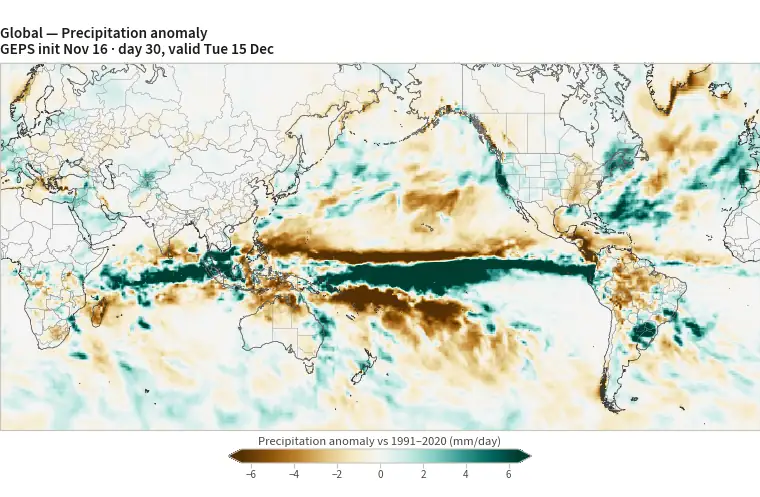 Global — Precipitation anomaly
GEPS init Nov 16 · day 30, valid Tue 15 Dec
Precipitation anomaly vs 1991–2020 (mm/day)
−6 −4 −2 0 2 4 6